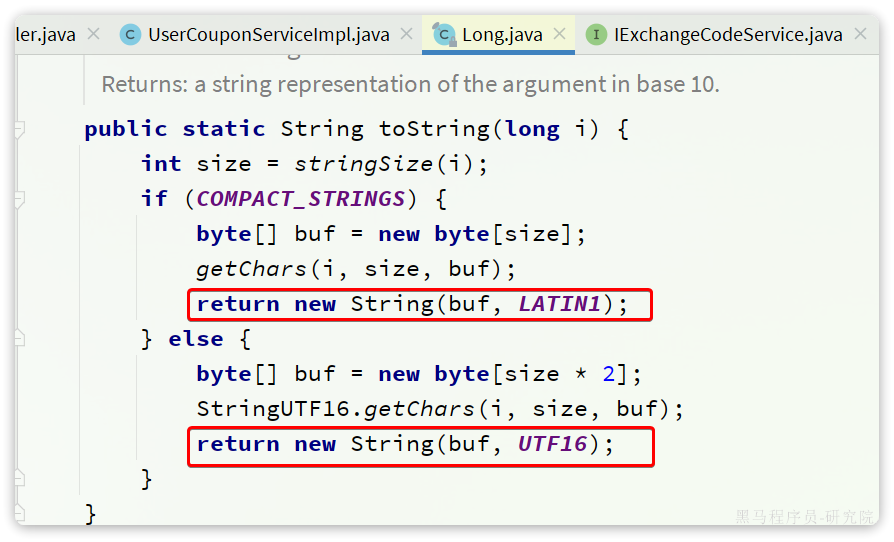 ler.java UserCouponServiceImpl.java Long.java IExchangeCodeService.java
Returns: a string representation of the argument in base 10.
public static String toString(long i) {
int size = stringSize(i);
if (COMPACT_STRINGS) {
byte[] buf = new byte[size];
getChars(i, size, buf);
return new String(buf, LATIN1);
} else {
byte[] buf = new byte[size * 2];
StringUTF16.getChars(i, size, buf);
return new String(buf, UTF16);
}
}
黑马程序员-研究院